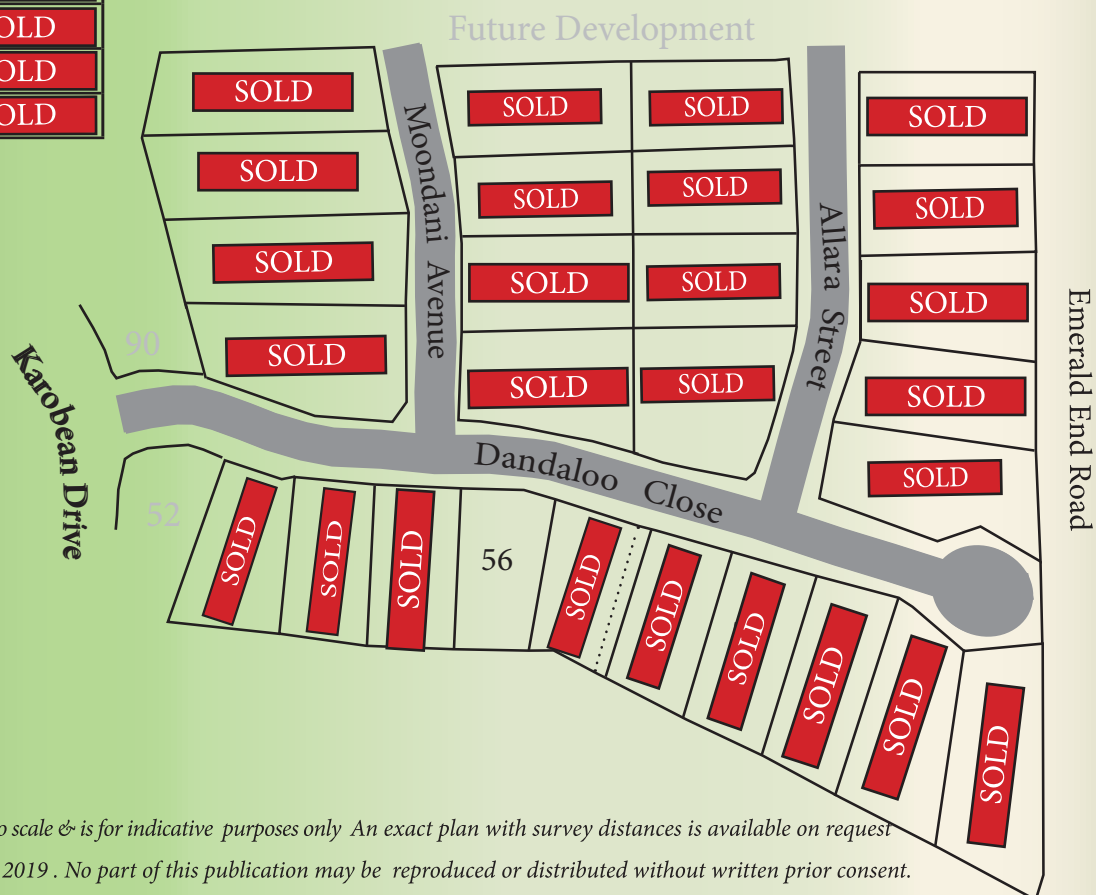 Future Development
OLD
OLD
OLD
SOLD
SOLD
SOLD
SOLD
90
Moondani Avenue
SOLD
SOLD
SOLD
SOLD
SOLD
SOLD
SOLD
SOLD
Allara Street
SOLD
SOLD
SOLD
SOLD
SOLD
Emerald End Road
Karobean Drive
Dandaloo Close
52
SOLD
SOLD
SOLD
56
SOLD
SOLD
SOLD
SOLD
SOLD
SOLD
o scale & is for indicative purposes only An exact plan with survey distances is available on request
2019 . No part of this publication may be reproduced or distributed without written prior consent.